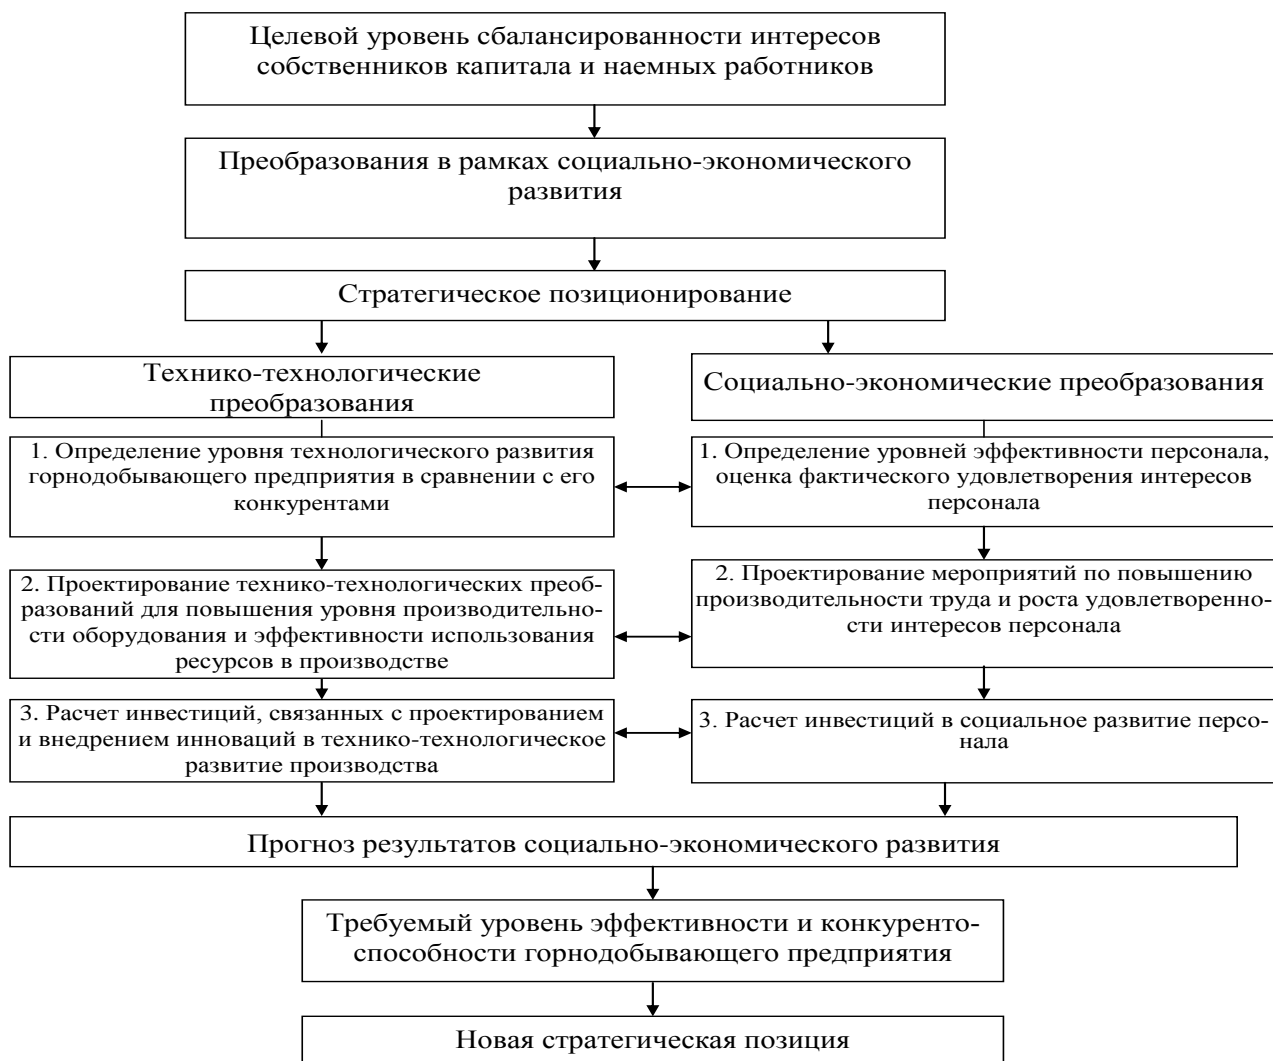 Целевой уровень сбалансированности интересов
собственников капитала и наемных работников
Преобразования в рамках социально-экономического
развития
Стратегическое позиционирование
Технико-технологические
преобразования
Социально-экономические преобразования
1. Определение уровня технологического развития
горнодобывающего предприятия в сравнении с его
конкурентами
1. Определение уровней эффективности персонала,
оценка фактического удовлетворения интересов
персонала
2. Проектирование технико-технологических преоб-
разований для повышения уровня производительно-
сти оборудования и эффективности использования
ресурсов в производстве
2. Проектирование мероприятий по повышению
производительности труда и роста удовлетворенно-
сти интересов персонала
3. Расчет инвестиций, связанных с проектированием
и внедрением инноваций в технико-технологическое
развитие производства
3. Расчет инвестиций в социальное развитие персо-
нала
Прогноз результатов социально-экономического развития
Требуемый уровень эффективности и конкуренто-
способности горнодобывающего предприятия
Новая стратегическая позиция